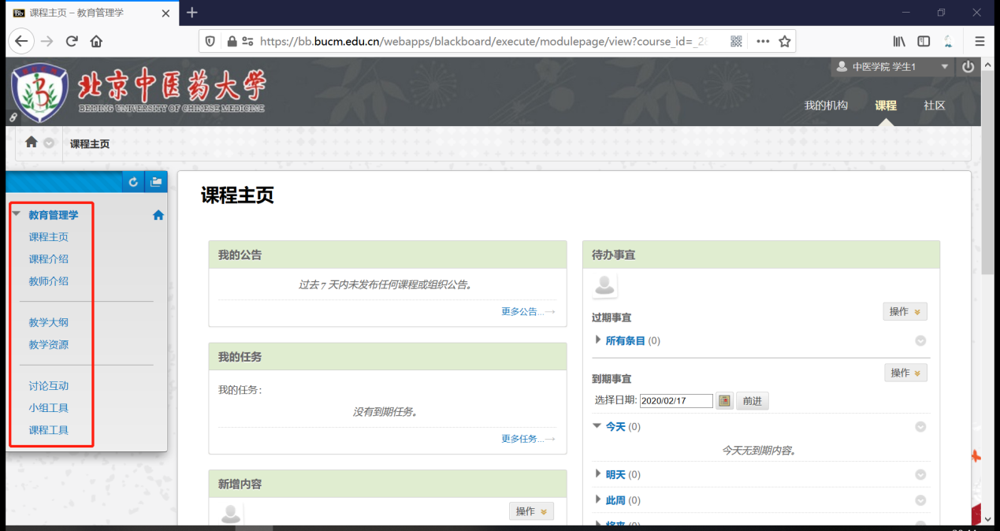 课程主页 – 教育管理学
https://bb.bucm.edu.cn/webapps/blackboard/execute/modulepage/view?course_id=_28
北京中医药大学
BEIJING UNIVERSITY OF CHINESE MEDICINE
中医学院 学生1
我的机构 课程 社区
课程主页
教育管理学
课程主页
课程介绍
教师介绍
教学大纲
教学资源
讨论互动
小组工具
课程工具
课程主页
我的公告
过去 7 天内未发布任何课程或组织公告。
更多公告...→
我的任务
我的任务:
没有到期任务。
更多任务...→
新增内容
操作
待办事宜
操作
过期事宜
所有条目 (0)
操作
到期事宜
选择日期: 2020/02/17 前进
今天 (0)
今天无到期内容。
明天 (0)
此周 (0)
将来 (0)